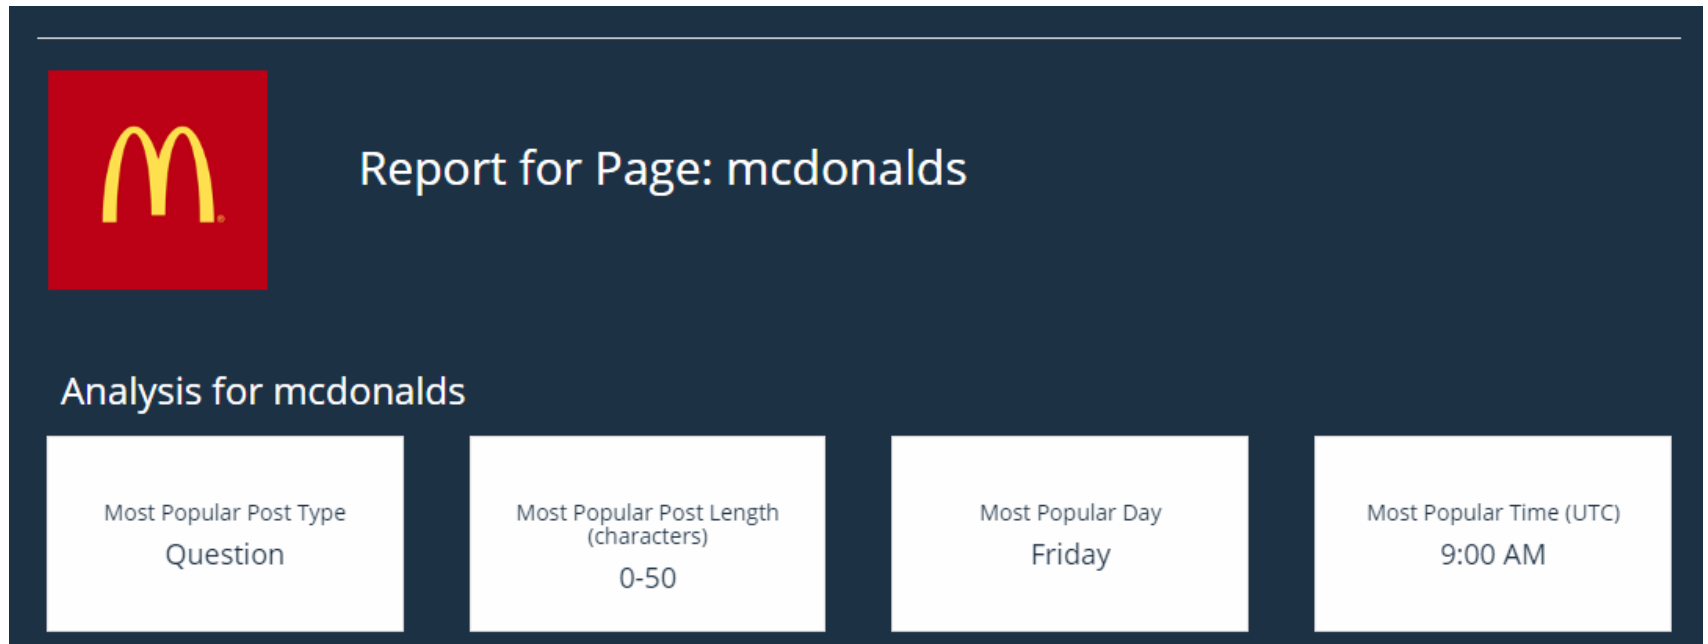 Report for Page: mcdonalds
Analysis for mcdonalds
Most Popular Post Type
Question
Most Popular Post Length
(characters)
0-50
Most Popular Day
Friday
Most Popular Time (UTC)
9:00 AM